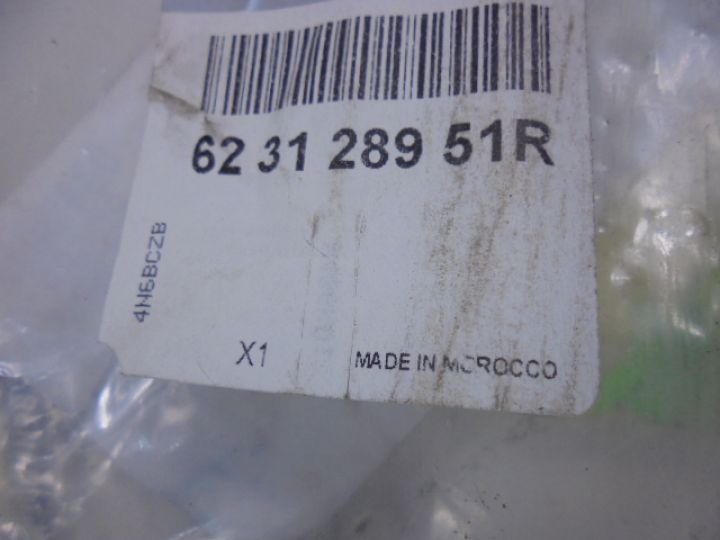 62 31 289 51R
4N6BCZB
X1
MADE IN MOROCCO